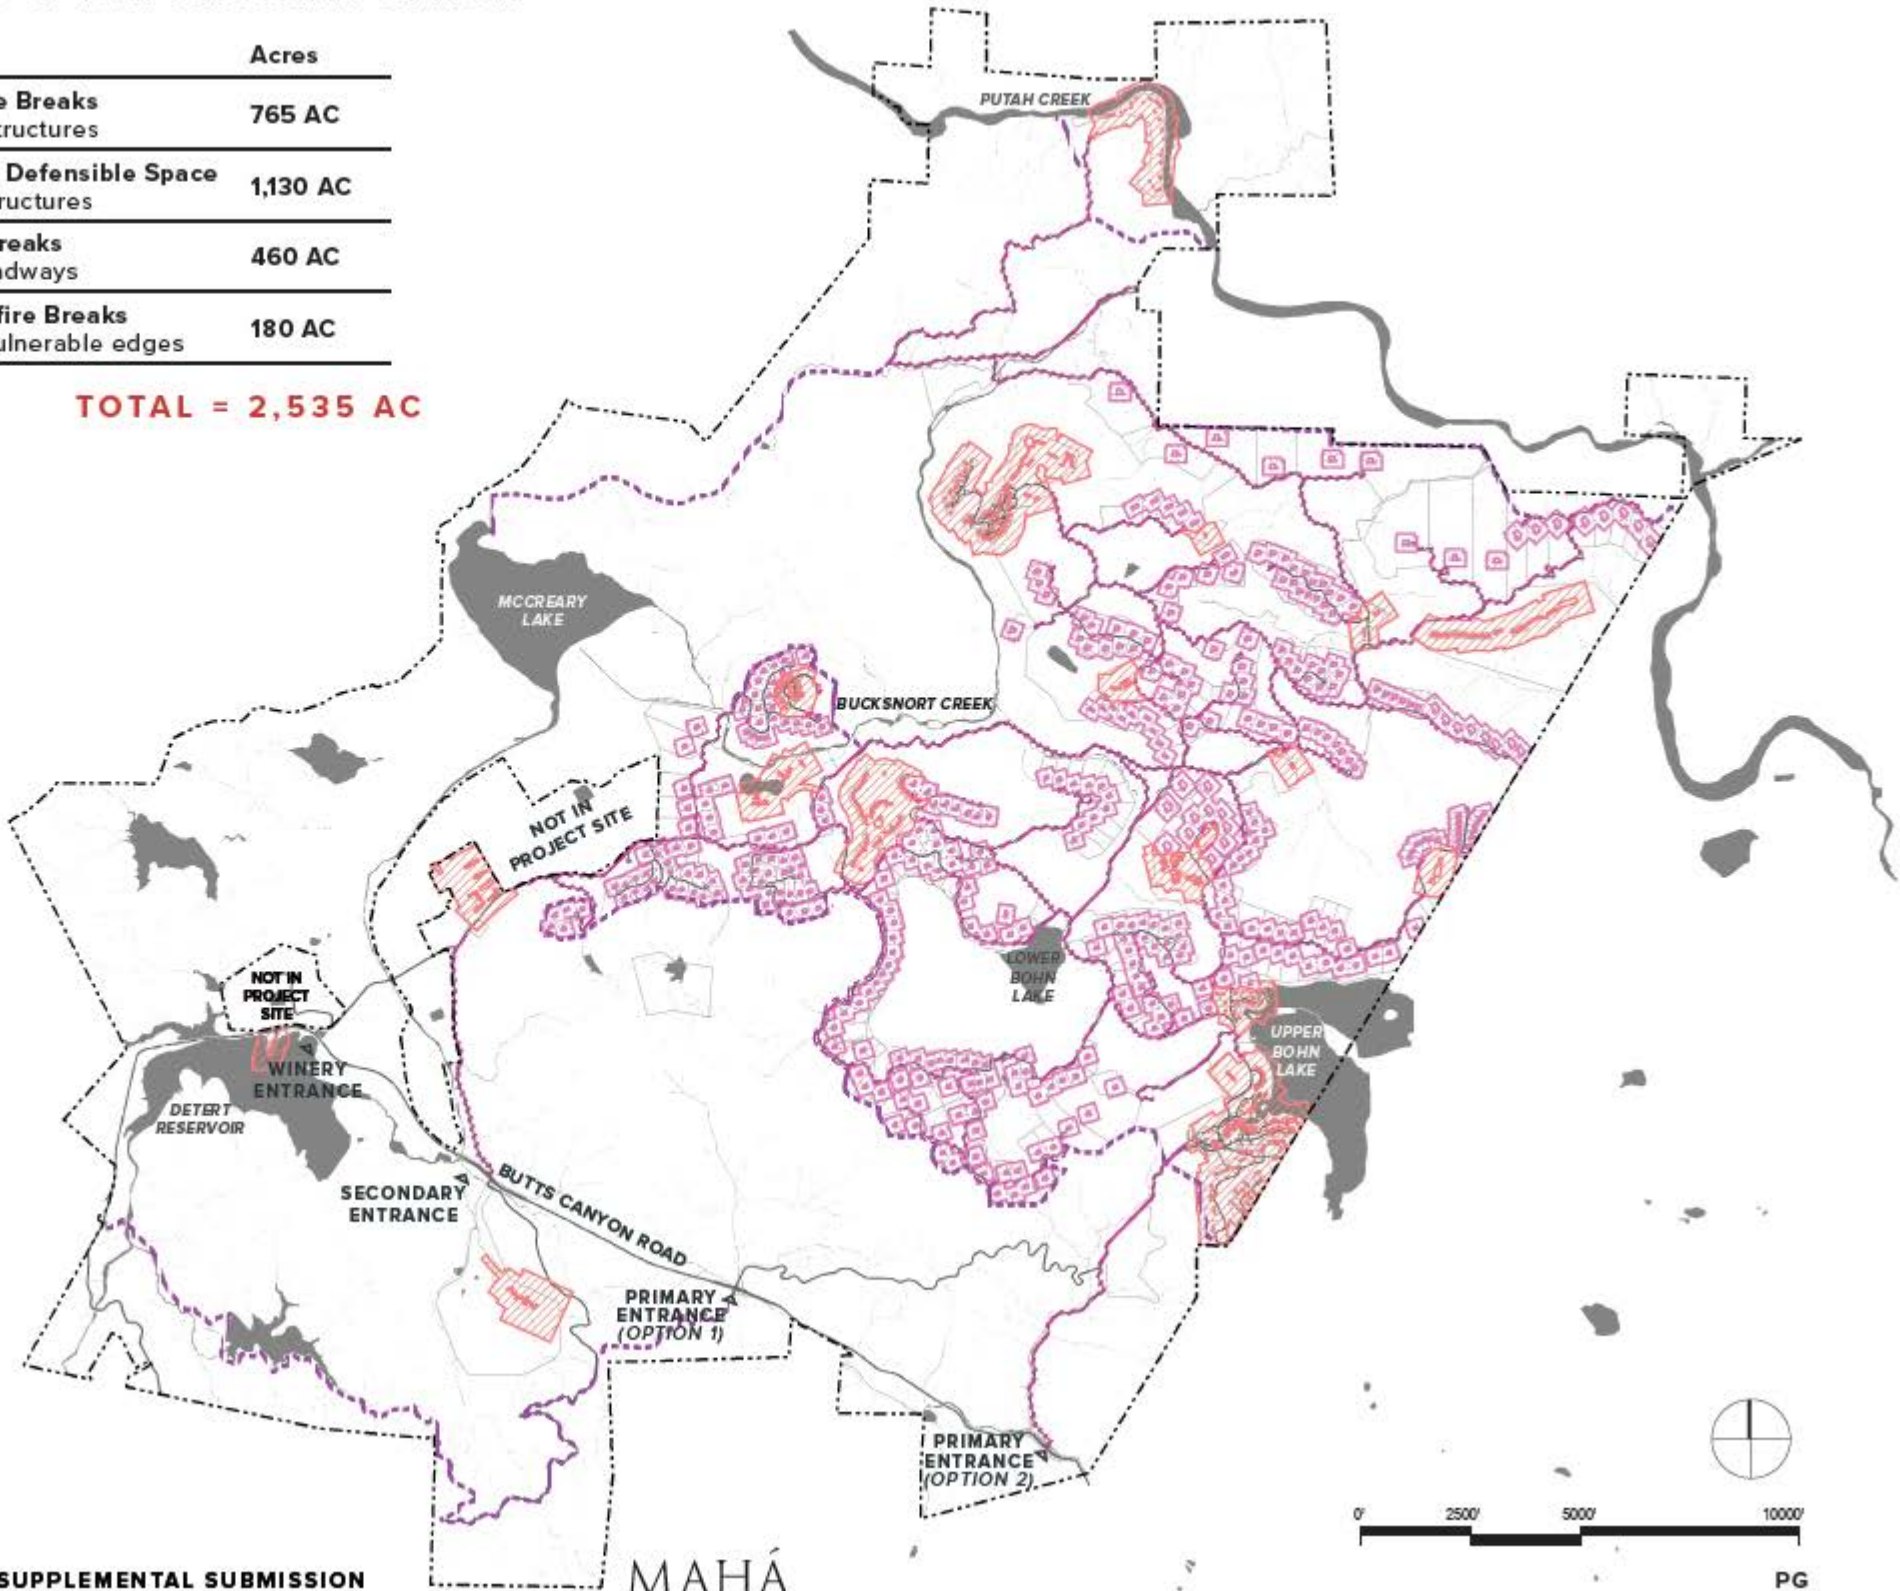 Acres
e Breaks
tructures
765 AC
Defensible Space
ructures
1,130 AC
reaks
adways
460 AC
fire Breaks
ulnerable edges
180 AC
TOTAL = 2,535 AC
PUTAH CREEK
MCCREARY
LAKE
BUCKSNORT CREEK
NOT IN
PROJECT SITE
NOT IN
PROJECT
SITE
WINERY
ENTRANCE
DETERT
RESERVOIR
LOWER
BOHN
LAKE
UPPER
BOHN
LAKE
SECONDARY
ENTRANCE
BUTTS CANYON ROAD
PRIMARY
ENTRANCE
(OPTION 1)
PRIMARY
ENTRANCE
(OPTION 2)
0' 2500' 5000' 10000'
SUPPLEMENTAL SUBMISSION
MAHÁ
PG